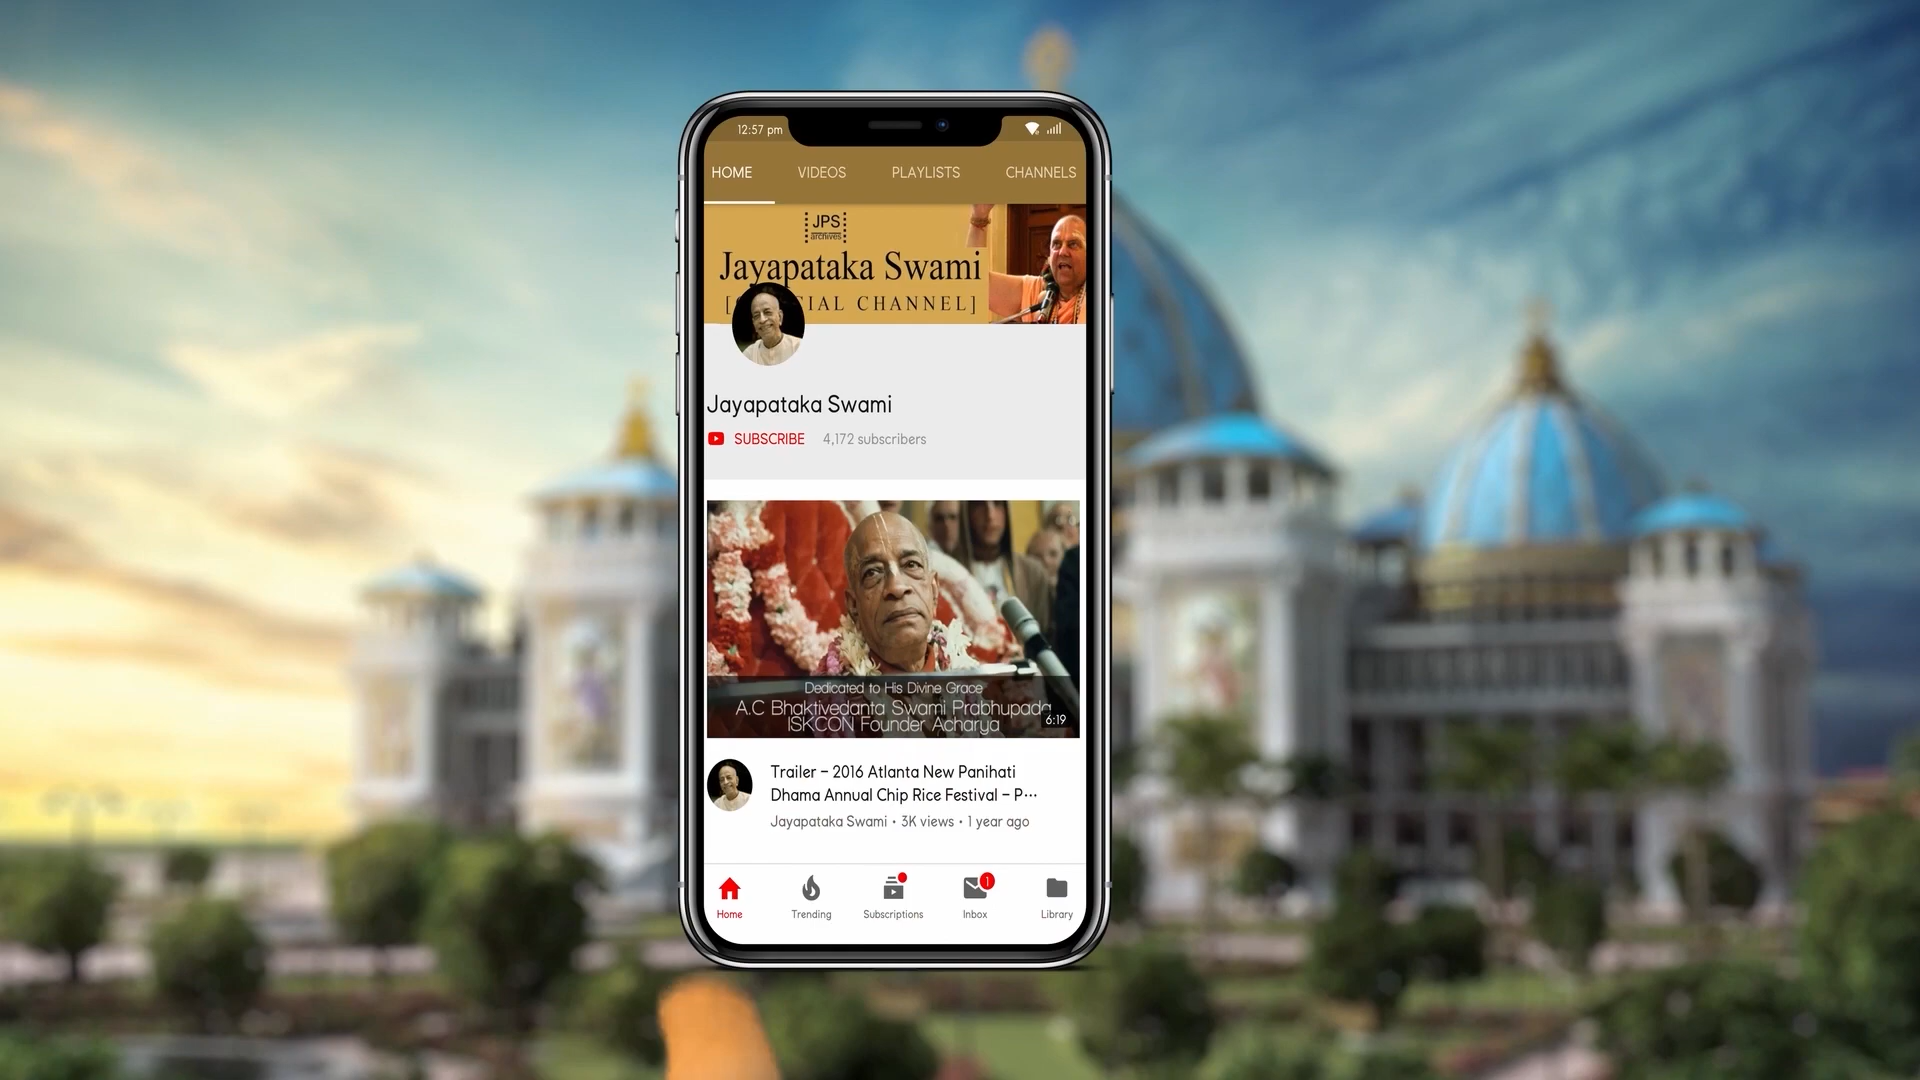 12:57 pm
HOME VIDEOS PLAYLISTS CHANNELS
JPS
archives
Jayapataka Swami
CIAL CHANNEL]
Jayapataka Swami
SUBSCRIBE 4,172 subscribers
Dedicated to His Divine Grace
A.C Bhaktivedanta Swami Prabhupada
ISKCON Founder Acharya
6:19
Trailer – 2016 Atlanta New Panihati
Dhama Annual Chip Rice Festival – P...
Jayapataka Swami • 3K views • 1 year ago
1
Home Trending Subscriptions Inbox Library